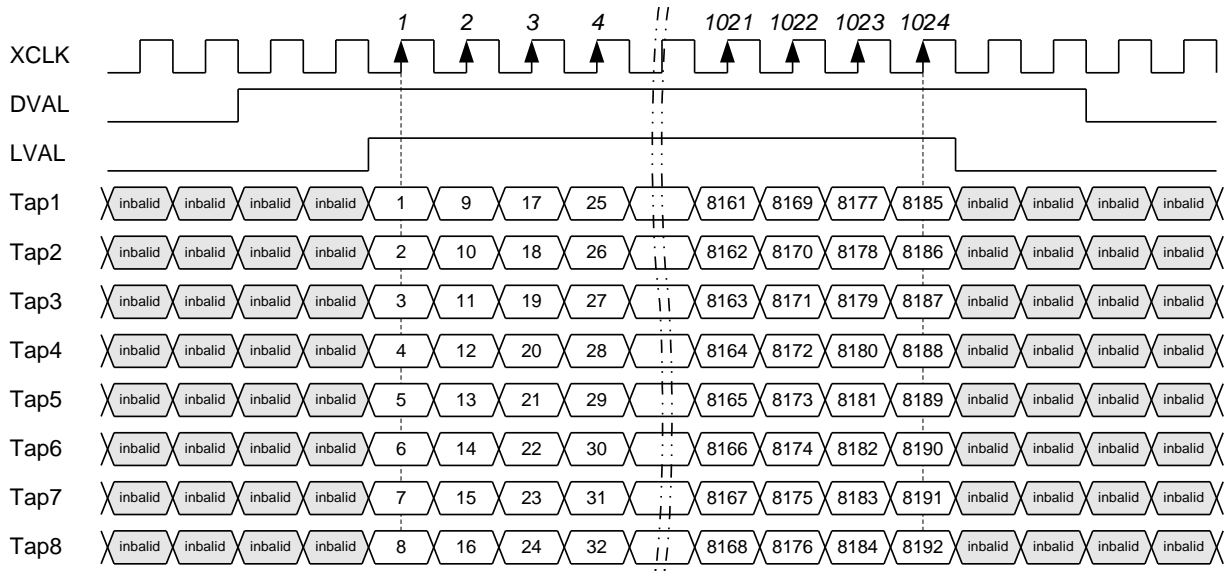 1 2 3 4 1021 1022 1023 1024
XCLK
DVAL
LVAL
Tap1 inbalid inbalid inbalid inbalid 1 9 17 25 8161 8169 8177 8185 inbalid inbalid inbalid inbalid
Tap2 inbalid inbalid inbalid inbalid 2 10 18 26 8162 8170 8178 8186 inbalid inbalid inbalid inbalid
Tap3 inbalid inbalid inbalid inbalid 3 11 19 27 8163 8171 8179 8187 inbalid inbalid inbalid inbalid
Tap4 inbalid inbalid inbalid inbalid 4 12 20 28 8164 8172 8180 8188 inbalid inbalid inbalid inbalid
Tap5 inbalid inbalid inbalid inbalid 5 13 21 29 8165 8173 8181 8189 inbalid inbalid inbalid inbalid
Tap6 inbalid inbalid inbalid inbalid 6 14 22 30 8166 8174 8182 8190 inbalid inbalid inbalid inbalid
Tap7 inbalid inbalid inbalid inbalid 7 15 23 31 8167 8175 8183 8191 inbalid inbalid inbalid inbalid
Tap8 inbalid inbalid inbalid inbalid 8 16 24 32 8168 8176 8184 8192 inbalid inbalid inbalid inbalid